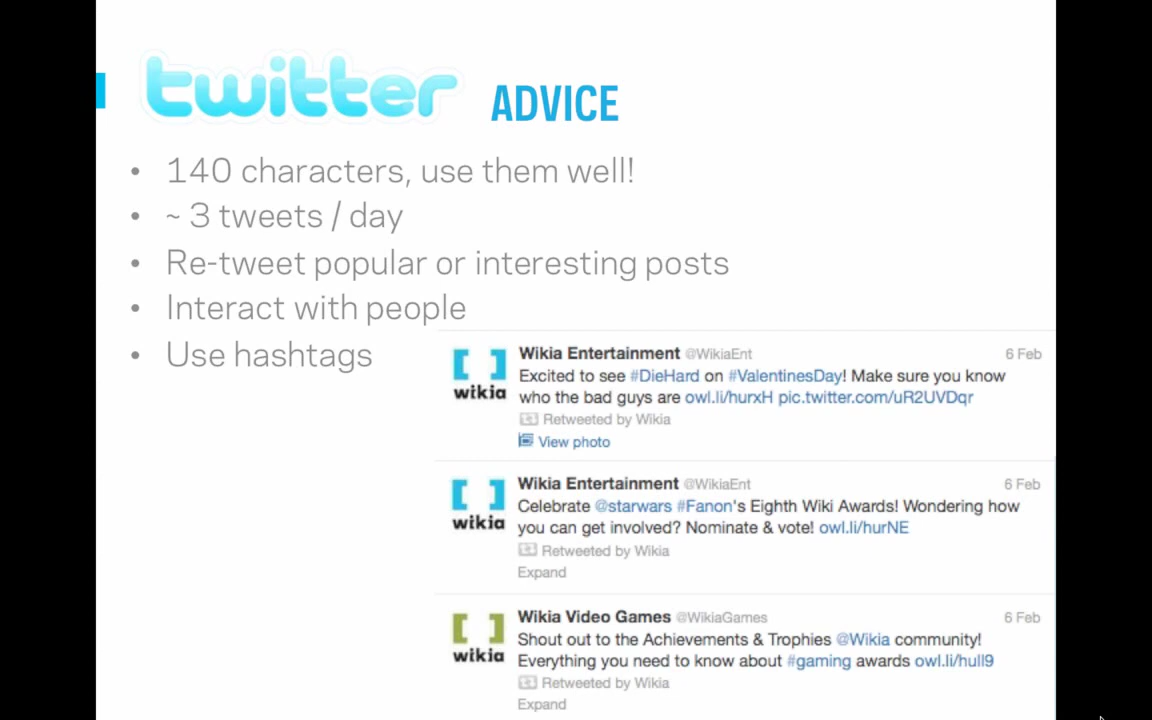 twitter ADVICE
• 140 characters, use them well!
• ~ 3 tweets / day
• Re-tweet popular or interesting posts
• Interact with people
• Use hashtags
wikia
Wikia Entertainment @WikiaEnt 6 Feb
Excited to see #DieHard on #ValentinesDay! Make sure you know
who the bad guys are owl.li/hurxH pic.twitter.com/uR2UVDqr
Retweeted by Wikia
View photo
wikia
Wikia Entertainment @WikiaEnt 6 Feb
Celebrate @starwars #Fanon's Eighth Wiki Awards! Wondering how
you can get involved? Nominate & vote! owl.li/hurNE
Retweeted by Wikia
Expand
wikia
Wikia Video Games @WikiaGames 6 Feb
Shout out to the Achievements & Trophies @Wikia community!
Everything you need to know about #gaming awards owl.li/hull9
Retweeted by Wikia
Expand